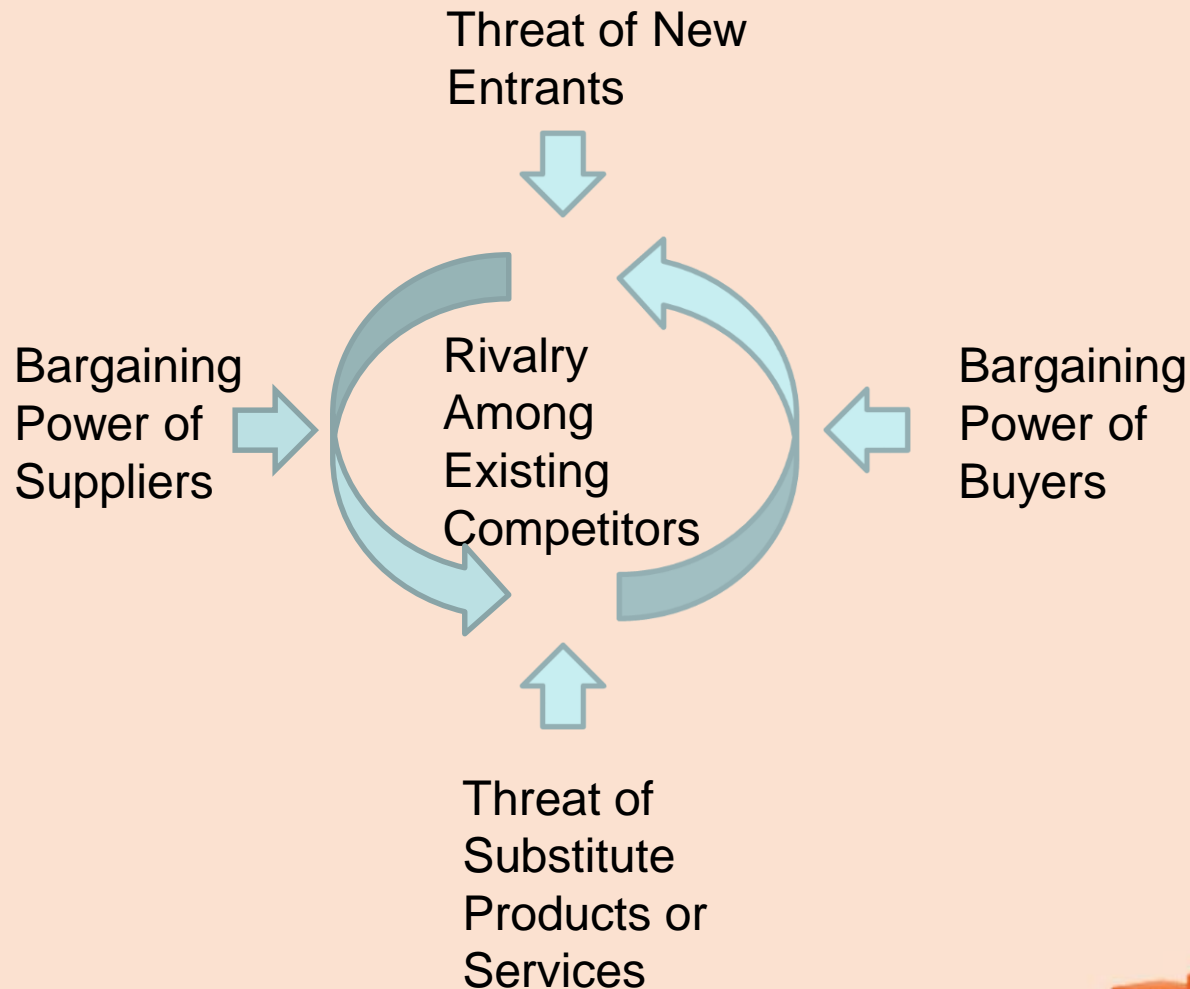 Threat of New
Entrants
Bargaining
Power of
Suppliers
Rivalry
Among
Existing
Competitors
Bargaining
Power of
Buyers
Threat of
Substitute
Products or
Services